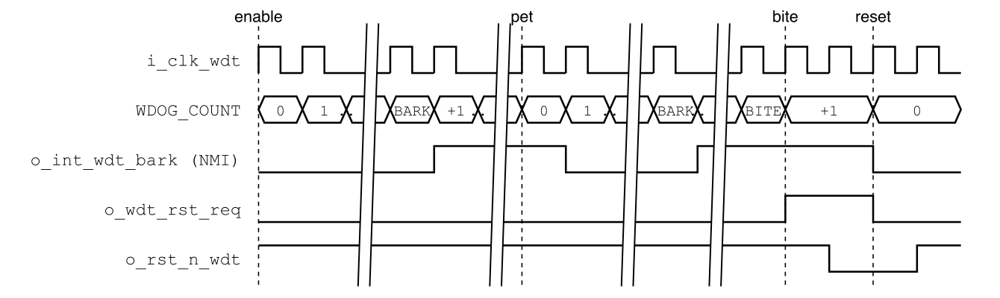 enable pet bite reset
i_clk_wdt
WDOG_COUNT 0 1 .. BARK +1 .. 0 1 .. BARK .. BITE +1 0
o_int_wdt_bark (NMI)
o_wdt_rst_req
o_rst_n_wdt